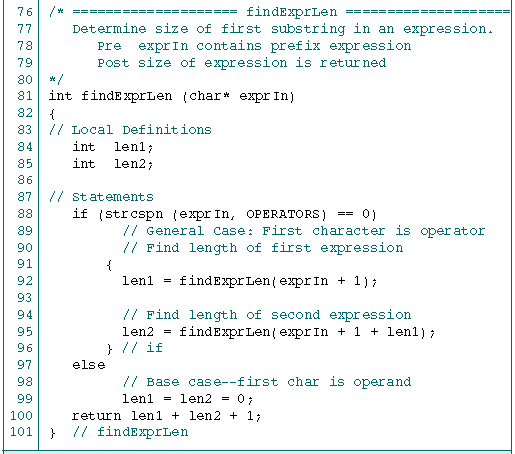 76 /* ==================== findExprLen ====================
77 Determine size of first substring in an expression.
78 Pre exprIn contains prefix expression
79 Post size of expression is returned
80 */
81 int findExprLen (char* exprIn)
82 {
83 // Local Definitions
84 int len1;
85 int len2;
86
87 // Statements
88 if (strcspn (exprIn, OPERATORS) == 0)
89 // General Case: First character is operator
90 // Find length of first expression
91 {
92 len1 = findExprLen(exprIn + 1);
93
94 // Find length of second expression
95 len2 = findExprLen(exprIn + 1 + len1);
96 } // if
97 else
98 // Base case--first char is operand
99 len1 = len2 = 0;
100 return len1 + len2 + 1;
101 } // findExprLen